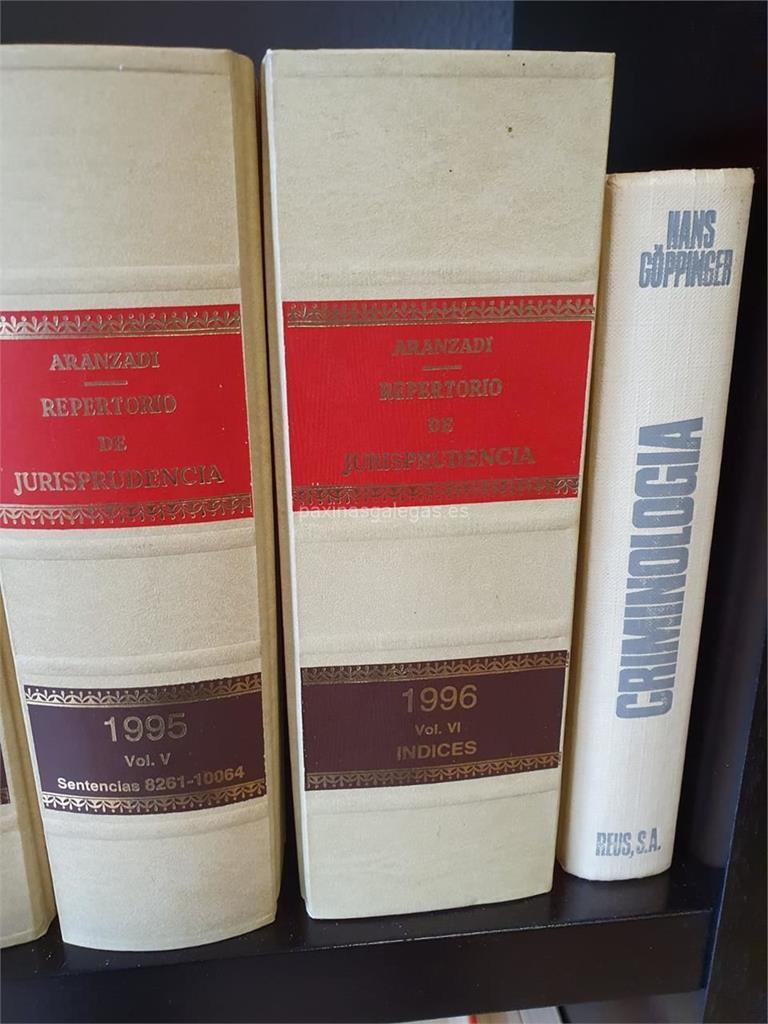 ARANZADI
REPERTORIO
DE
JURISPRUDENCIA
1995
Vol. V
Sentencias 8261-10064
ARANZADI
REPERTORIO
DE
JURISPRUDENCIA
1996
Vol. VI
INDICES
HANS
GÖPPINGER
CRIMINOLOGIA
REUS, S.A.
paxinasgalegas.es